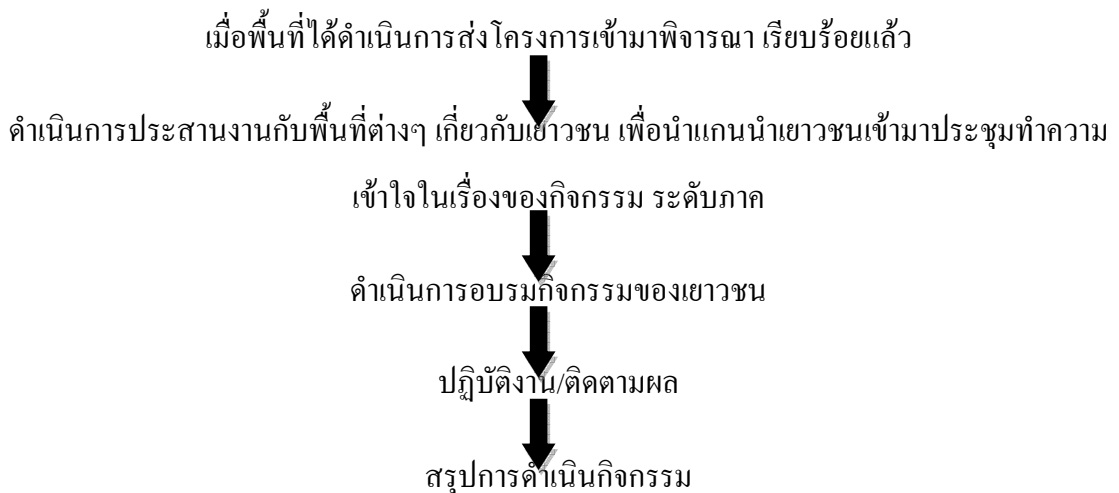 เมื่อพื้นที่ได้ดำเนินการส่งโครงการเข้ามาพิจารณา เรียบร้อยแล้ว
ดำเนินการประสานงานกับพื้นที่ต่างๆ เกี่ยวกับเยาวชน เพื่อนำแกนนำเยาวชนเข้ามาประชุมทำความ
เข้าใจในเรื่องของกิจกรรม ระดับภาค
ดำเนินการอบรมกิจกรรมของเยาวชน
ปฏิบัติงาน/ติดตามผล
สรุปการดำเนินกิจกรรม